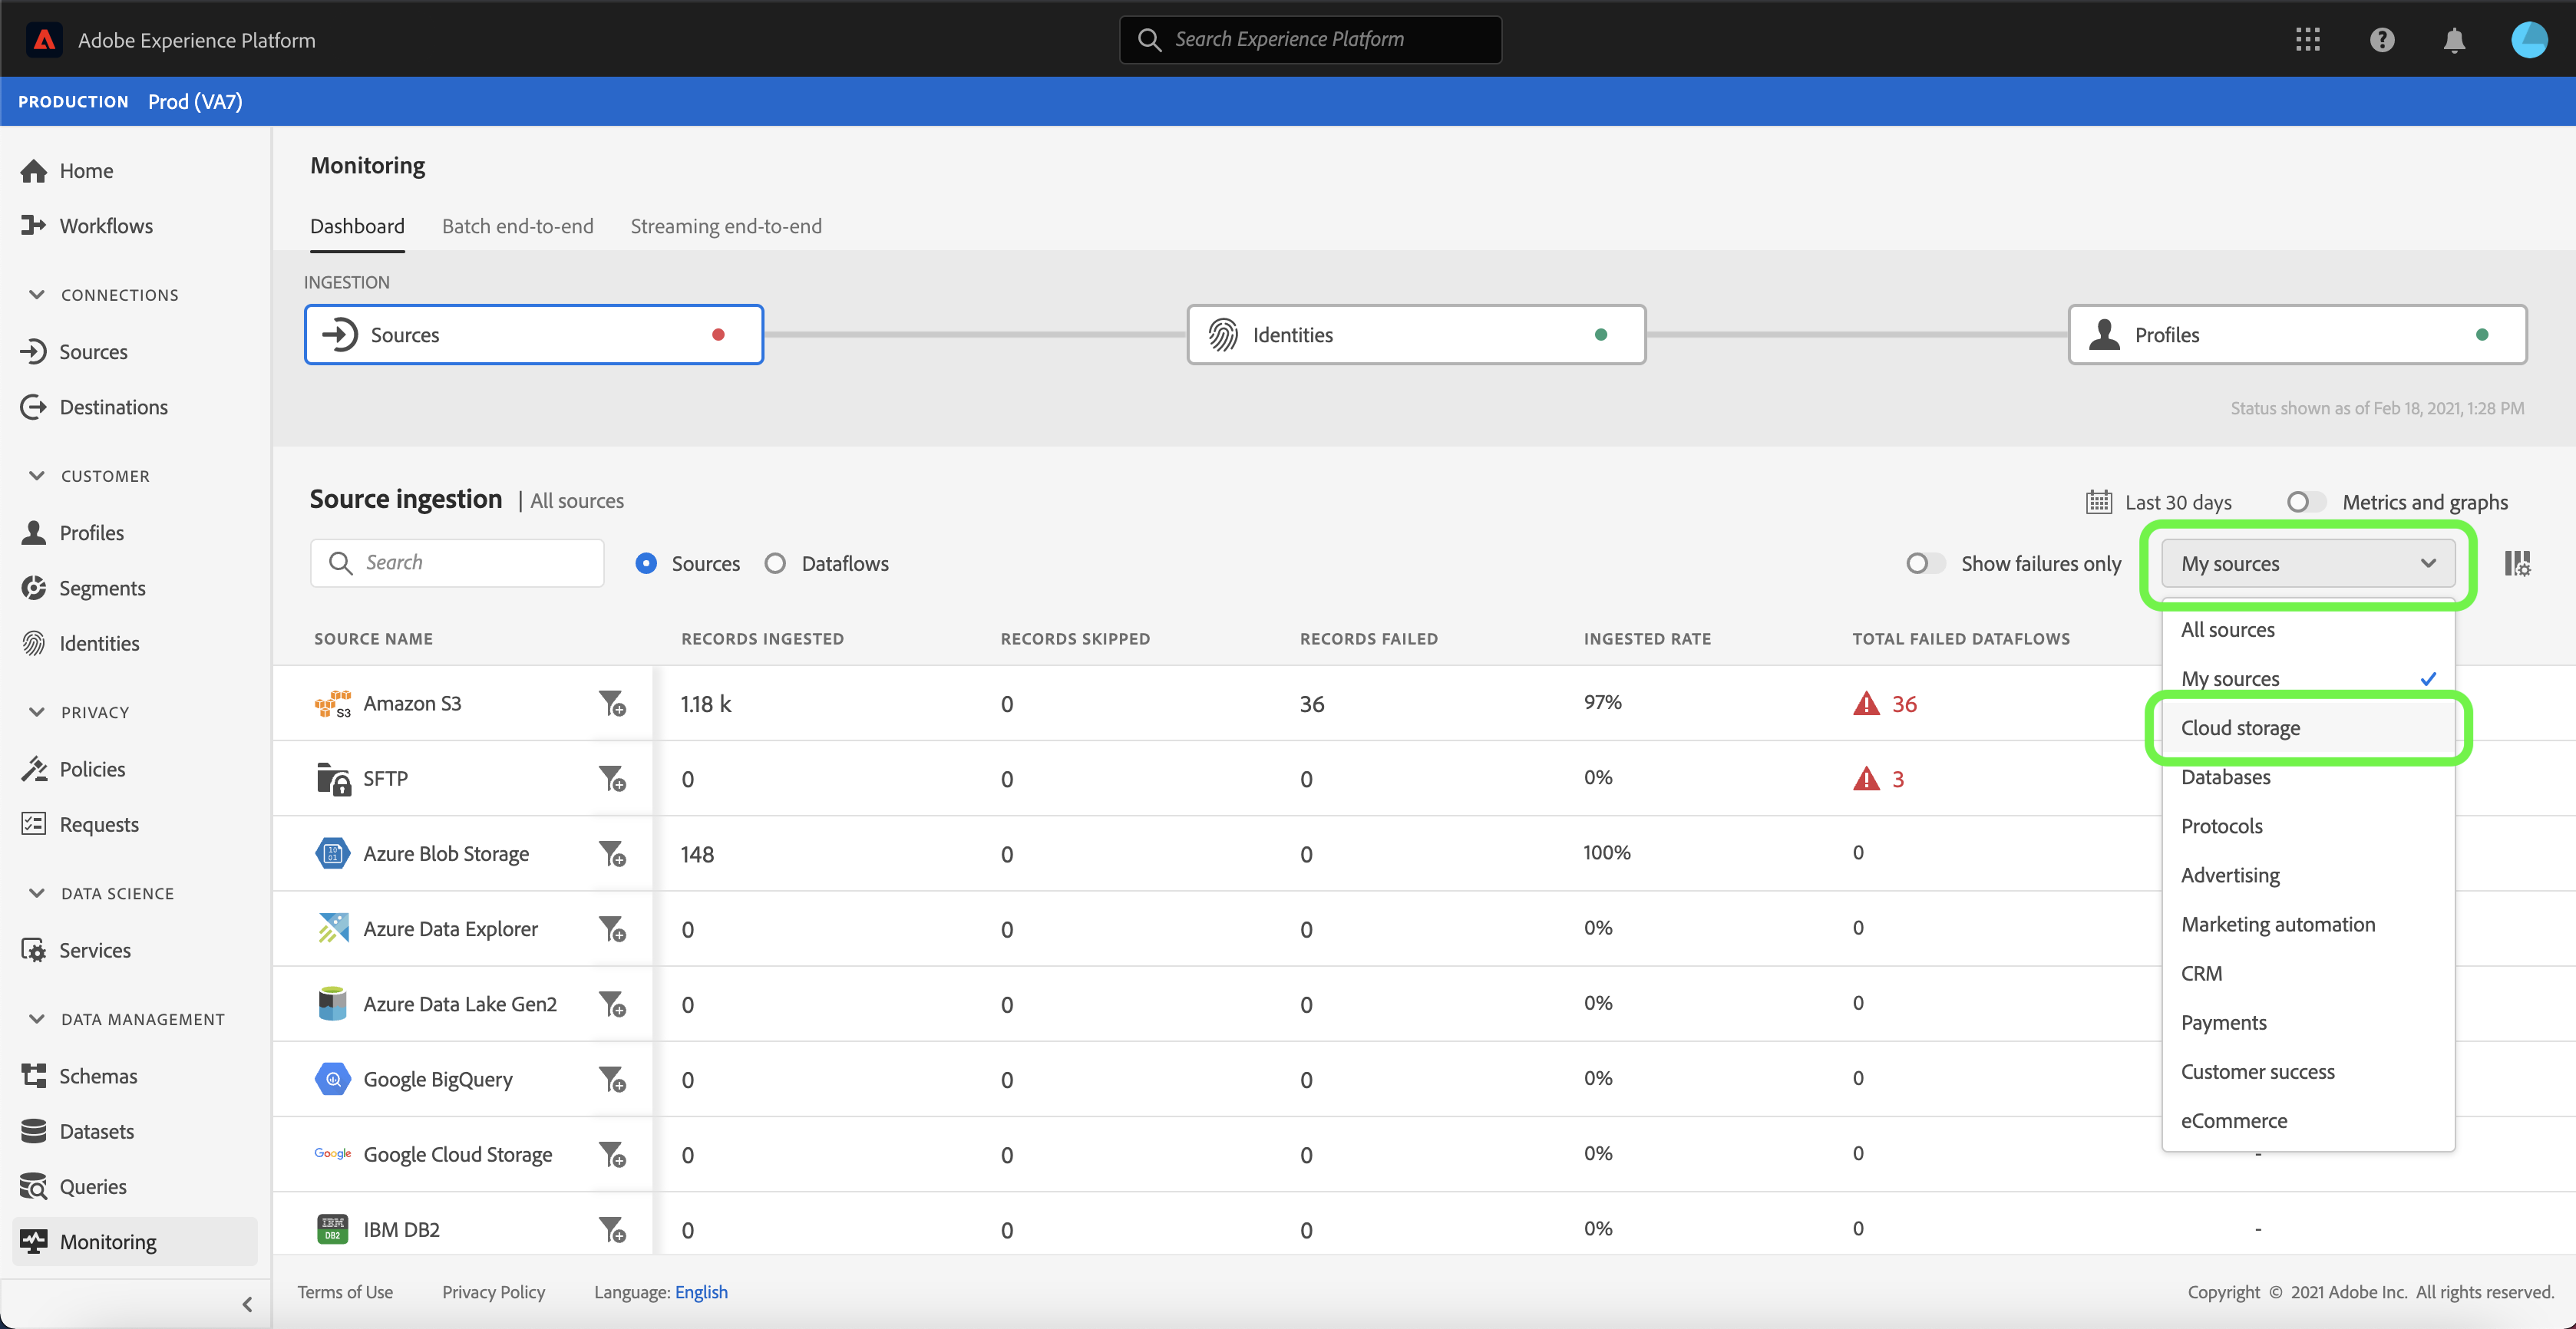 Adobe Experience Platform
Search Experience Platform
PRODUCTION Prod (VA7)
Home
Workflows
CONNECTIONS
Sources
Destinations
CUSTOMER
Profiles
Segments
Identities
PRIVACY
Policies
Requests
DATA SCIENCE
Services
DATA MANAGEMENT
Schemas
Datasets
Queries
Monitoring
Monitoring
Dashboard Batch end-to-end Streaming end-to-end
INGESTION
Sources Identities Profiles
Status shown as of Feb 18, 2021, 1:28 PM
Source ingestion | All sources
Last 30 days Metrics and graphs
Search Sources Dataflows Show failures only My sources
SOURCE NAME RECORDS INGESTED RECORDS SKIPPED RECORDS FAILED INGESTED RATE TOTAL FAILED DATAFLOWS
S3 Amazon S3 1.18 k 0 36 97% 36
SFTP 0 0 0 0% 3
Azure Blob Storage 148 0 0 100% 0
Azure Data Explorer 0 0 0 0% 0
Azure Data Lake Gen2 0 0 0 0% 0
Google BigQuery 0 0 0 0% 0
Google Google Cloud Storage 0 0 0 0% 0 -
IBM DB2 IBM DB2 0 0 0 0% 0 -
All sources
My sources
Cloud storage
Databases
Protocols
Advertising
Marketing automation
CRM
Payments
Customer success
eCommerce
Terms of Use Privacy Policy Language: English
Copyright © 2021 Adobe Inc. All rights reserved.